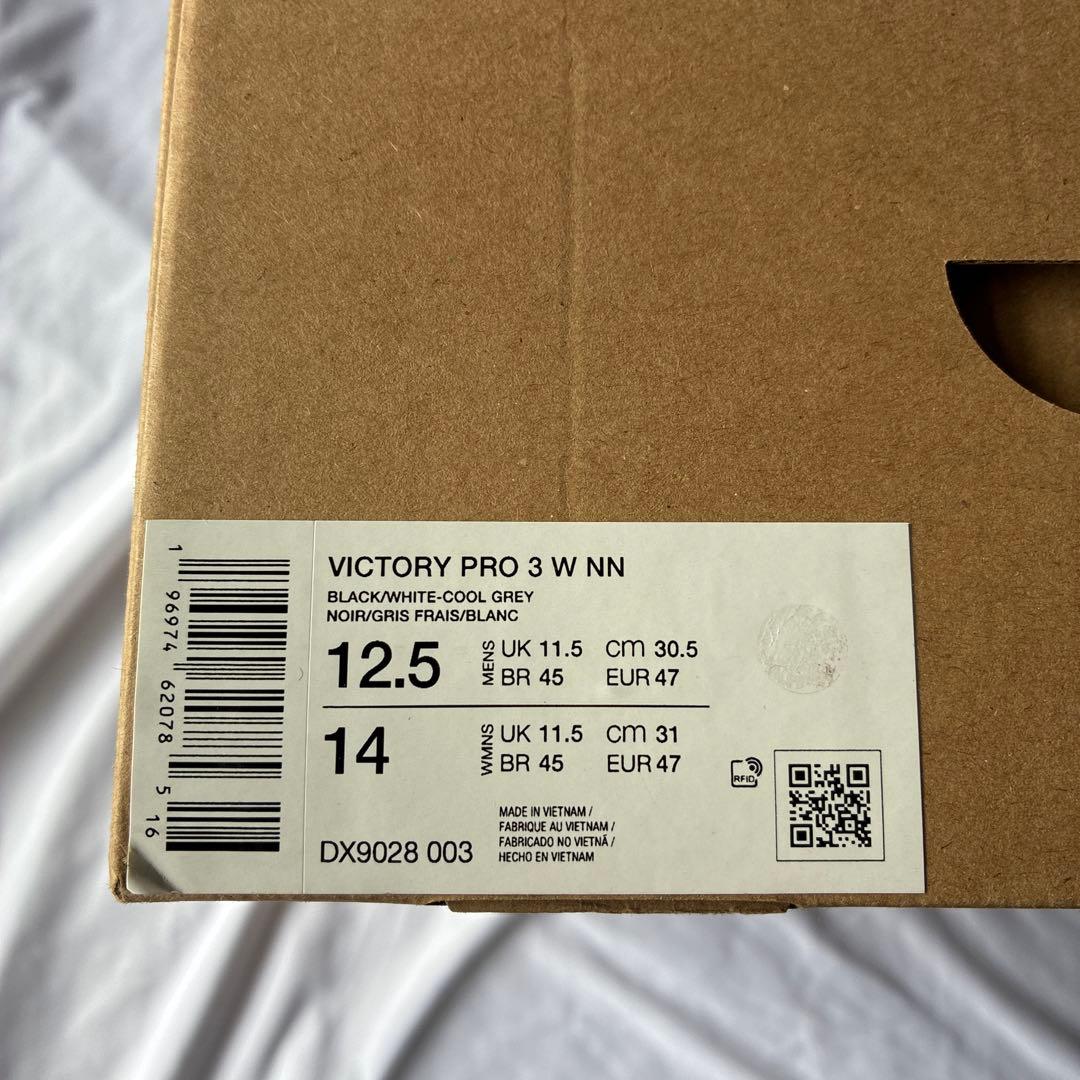 VICTORY PRO 3 W NN
BLACK/WHITE-COOL GREY
NOIR/GRIS FRAIS/BLANC
12.5 MENS UK 11.5 CM 30.5
BR 45 EUR 47
14 WMNS UK 11.5 CM 31
BR 45 EUR 47
RFID
DX9028 003
MADE IN VIETNAM /
FABRIQUE AU VIETNAM /
FABRICADO NO VIETNÃ /
HECHO EN VIETNAM
1 96974 62078 5 16